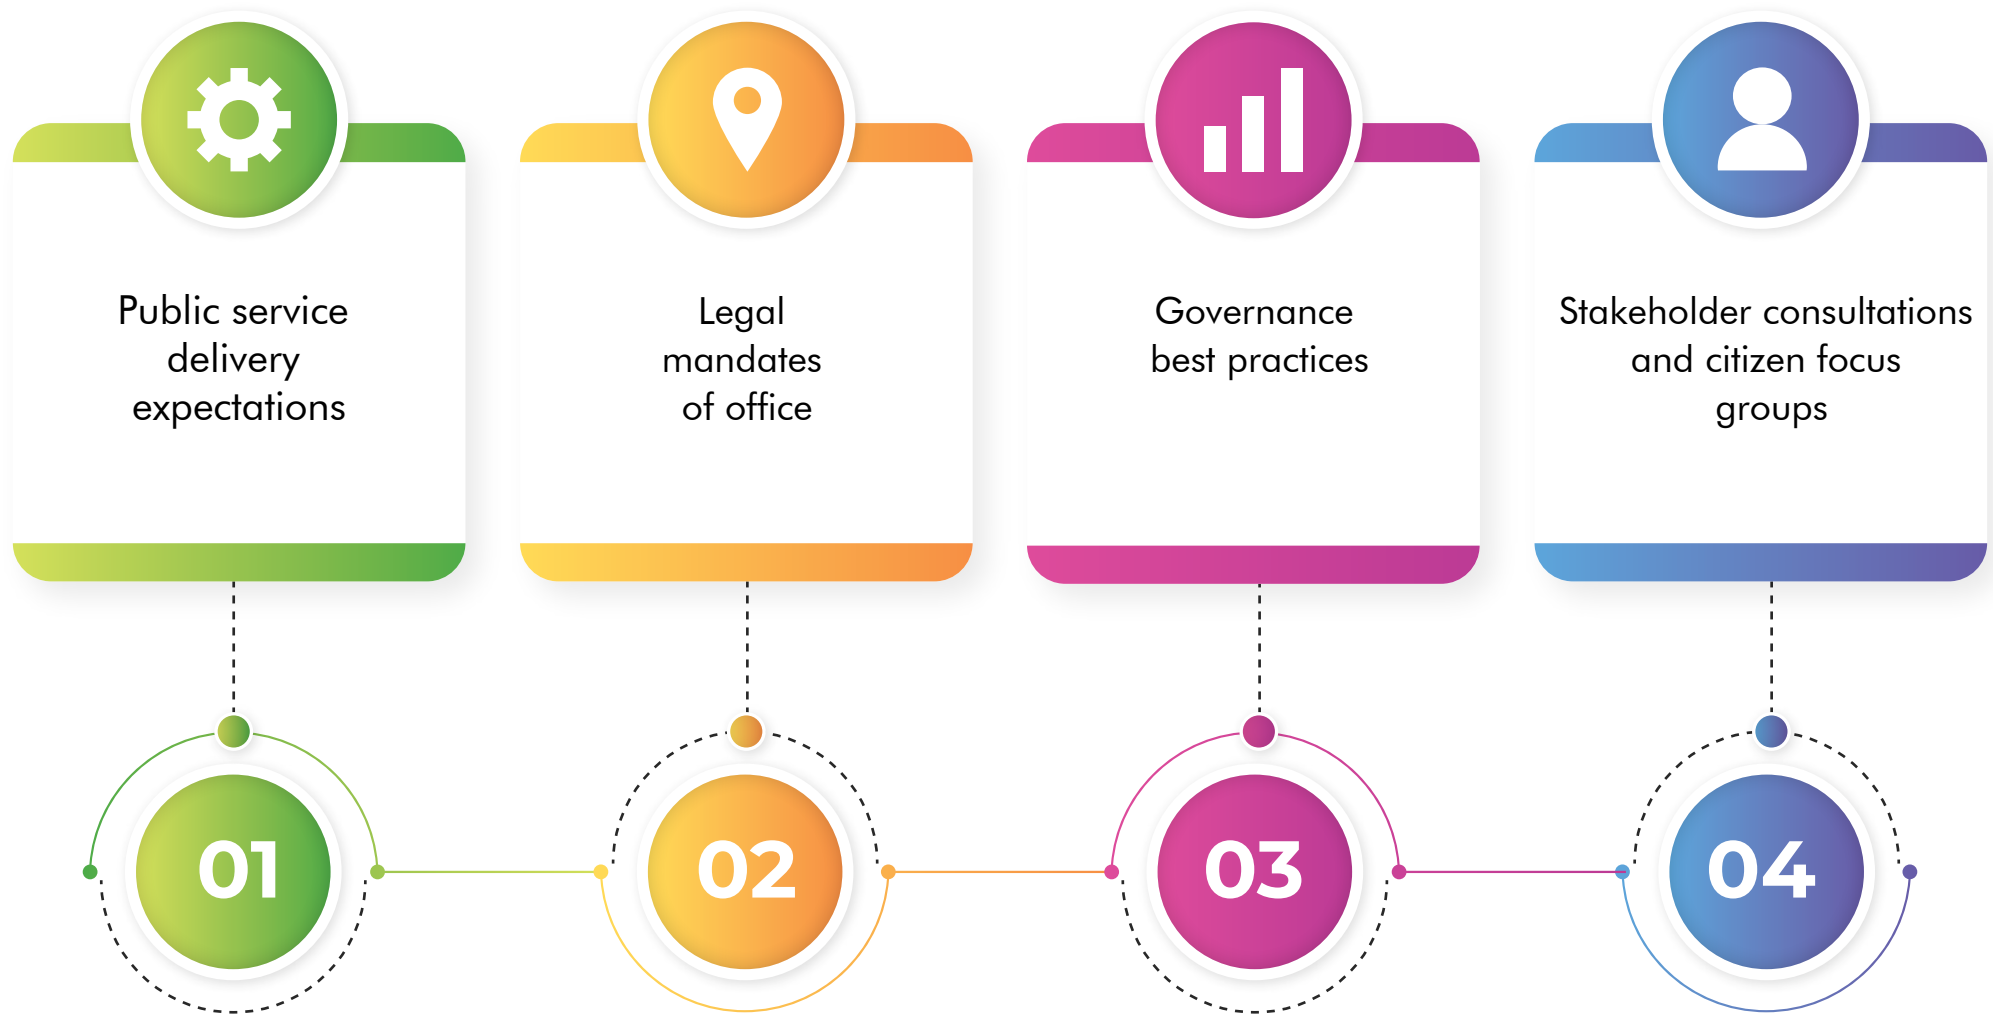 Public service
delivery
expectations
Legal
mandates
of office
Governance
best practices
Stakeholder consultations
and citizen focus
groups
01
02
03
04